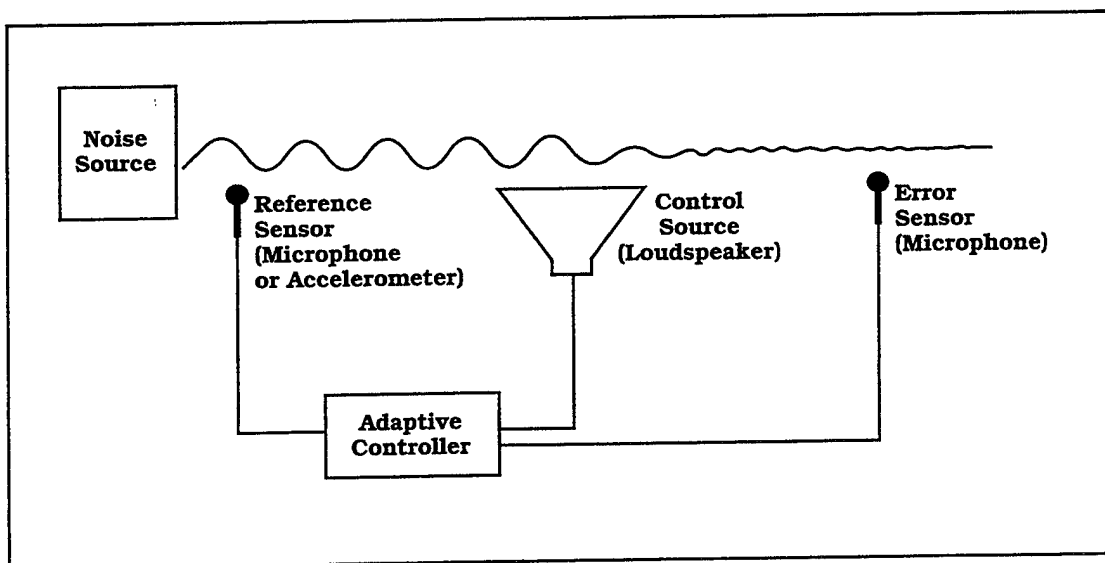 Noise
Source
Reference
Sensor
(Microphone
or Accelerometer)
Control
Source
(Loudspeaker)
Error
Sensor
(Microphone)
Adaptive
Controller